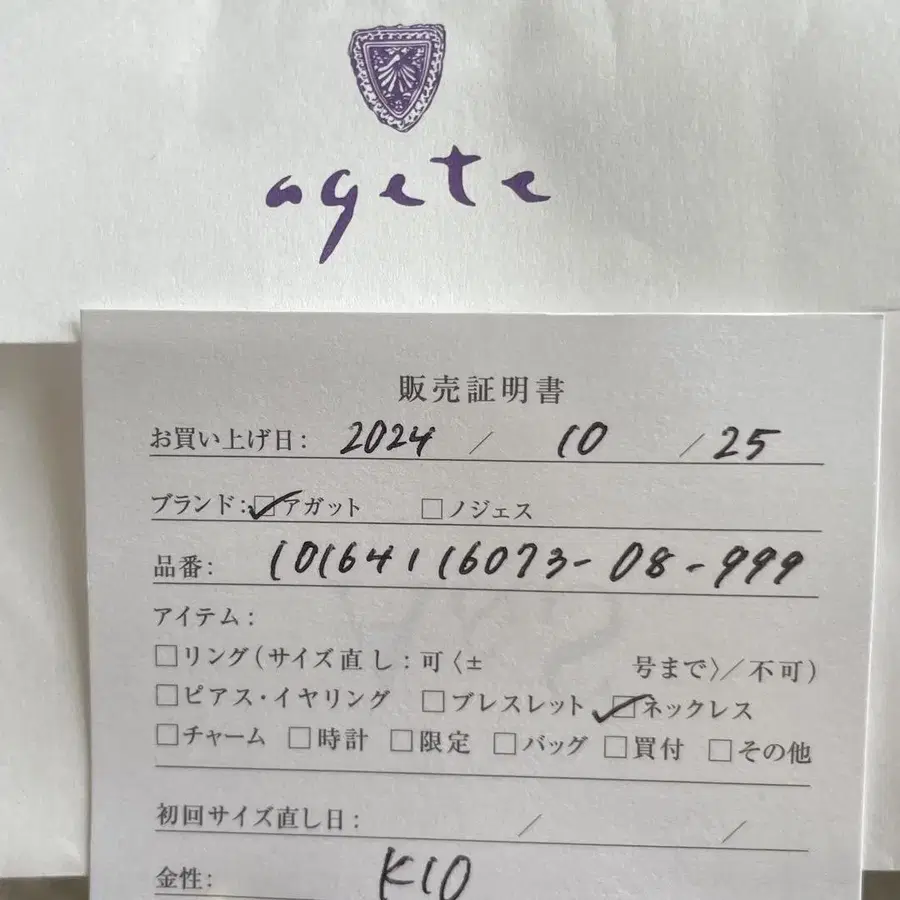 agete
販売証明書
お買い上げ日: 2024 / 10 / 25
ブランド: ☑アガット □ノジェス
品番: 10164116073-08-999
アイテム:
□リング(サイズ直し:可〈± 号まで〉/不可)
□ピアス・イヤリング □ブレスレット ☑ネックレス
□チャーム □時計 □限定 □バッグ □買付 □その他
初回サイズ直し日: / /
金性: K10